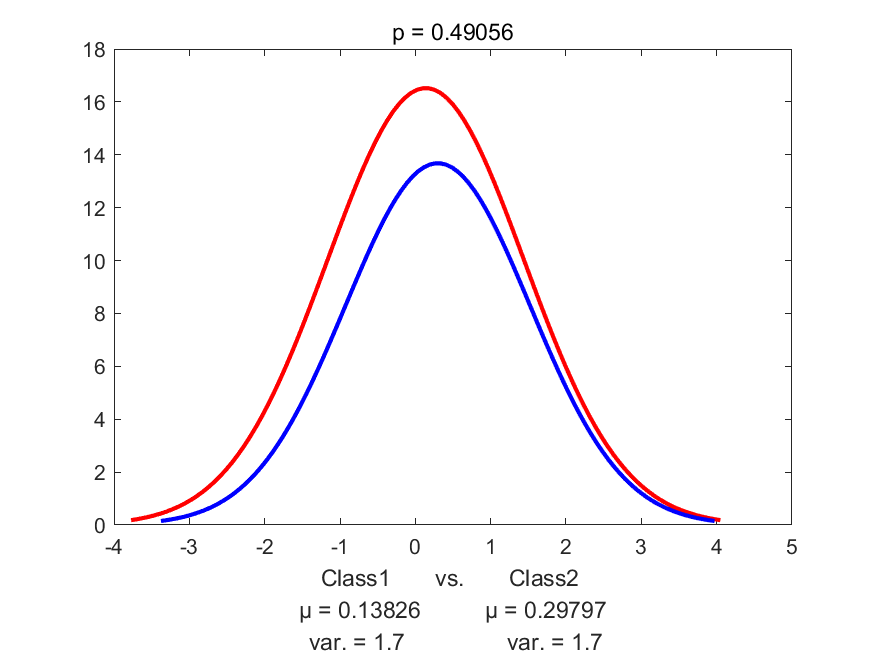 p = 0.49056
18
16
14
12
10
8
6
4
2
0
-4 -3 -2 -1 0 1 2 3 4 5
Class1 vs. Class2
μ = 0.13826 μ = 0.29797
var. = 1.7 var. = 1.7